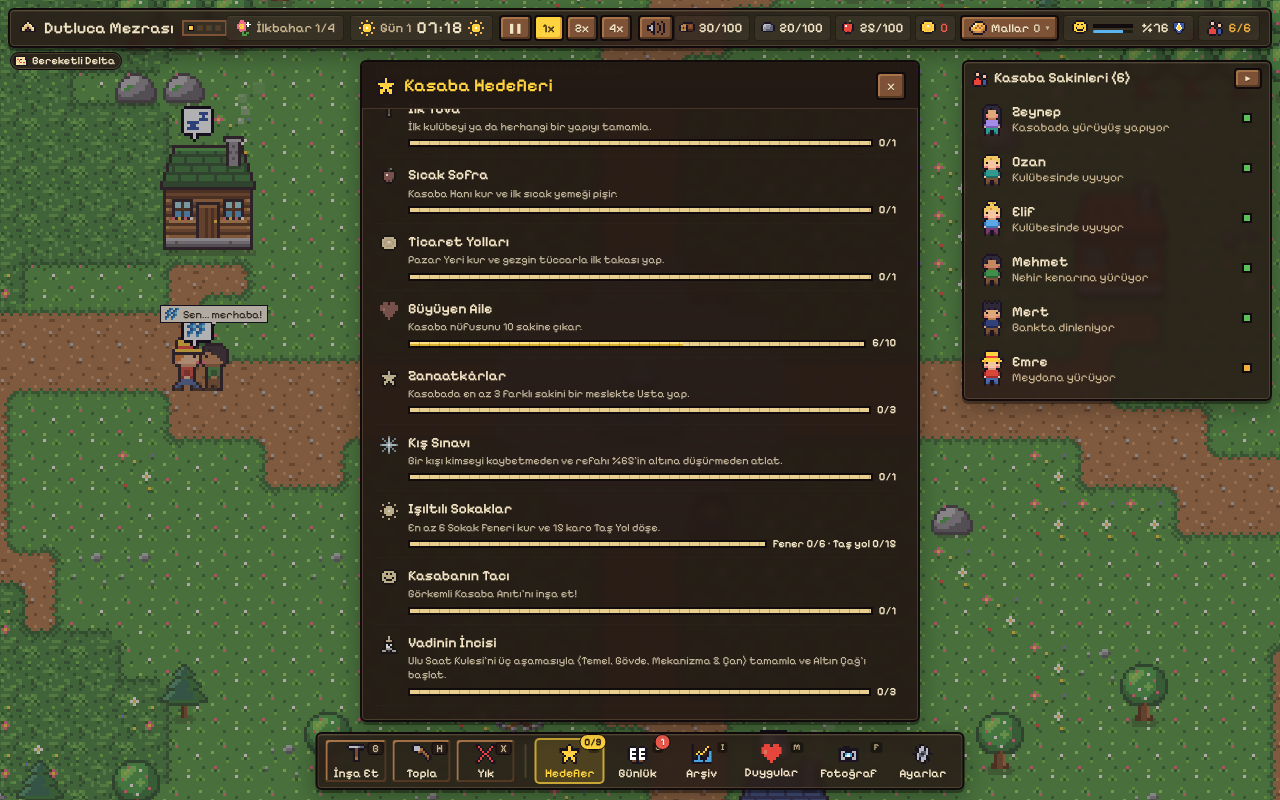 Dutluca Mezrası
İlkbahar 1/4
Gün 1 07:18
1x
2x
4x
30/100
20/100
25/100
0
Mallar 0
%76
6/6
Gereketli Delta
Kasaba Hedefleri
×
İlk Yuva
İlk kulübeyi ya da herhangi bir yapıyı tamamla.
0/1
Sıcak Sofra
Kasaba Hanı kur ve ilk sıcak yemeği pişir.
0/1
Ticaret Yolları
Pazar Yeri kur ve gezgin tüccarla ilk takası yap.
0/1
Büyüyen Aile
Kasaba nüfusunu 10 sakine çıkar.
6/10
Zanaatkârlar
Kasabada en az 3 farklı sakini bir meslekte Usta yap.
0/3
Kış Sınavı
Bir kışı kimseyi kaybetmeden ve refahı %65'in altına düşürmeden atlat.
0/1
Işıltılı Sokaklar
En az 6 Sokak Feneri kur ve 15 karo Taş Yol döşe.
Fener 0/6 · Taş yol 0/15
Kasabanın Tacı
Görkemli Kasaba Anıtı'nı inşa et!
0/1
Vadinin İncisi
Ulu Saat Kulesi'ni üç aşamasıyla (Temel, Gövde, Mekanizma & Çan) tamamla ve Altın Çağ'ı
başlat.
0/3
Kasaba Sakinleri (6)
Zeynep
Kasabada yürüyüş yapıyor
Ozan
Kulübesinde uyuyor
Elif
Kulübesinde uyuyor
Mehmet
Nehir kenarına yürüyor
Mert
Bankta dinleniyor
Emre
Meydana yürüyor
Sen... merhaba!
İnşa Et
B
Topla
H
Yık
X
Hedefler
0/9
Günlük
1
Arşiv
I
Duygular
M
Fotoğraf
F
Ayarlar